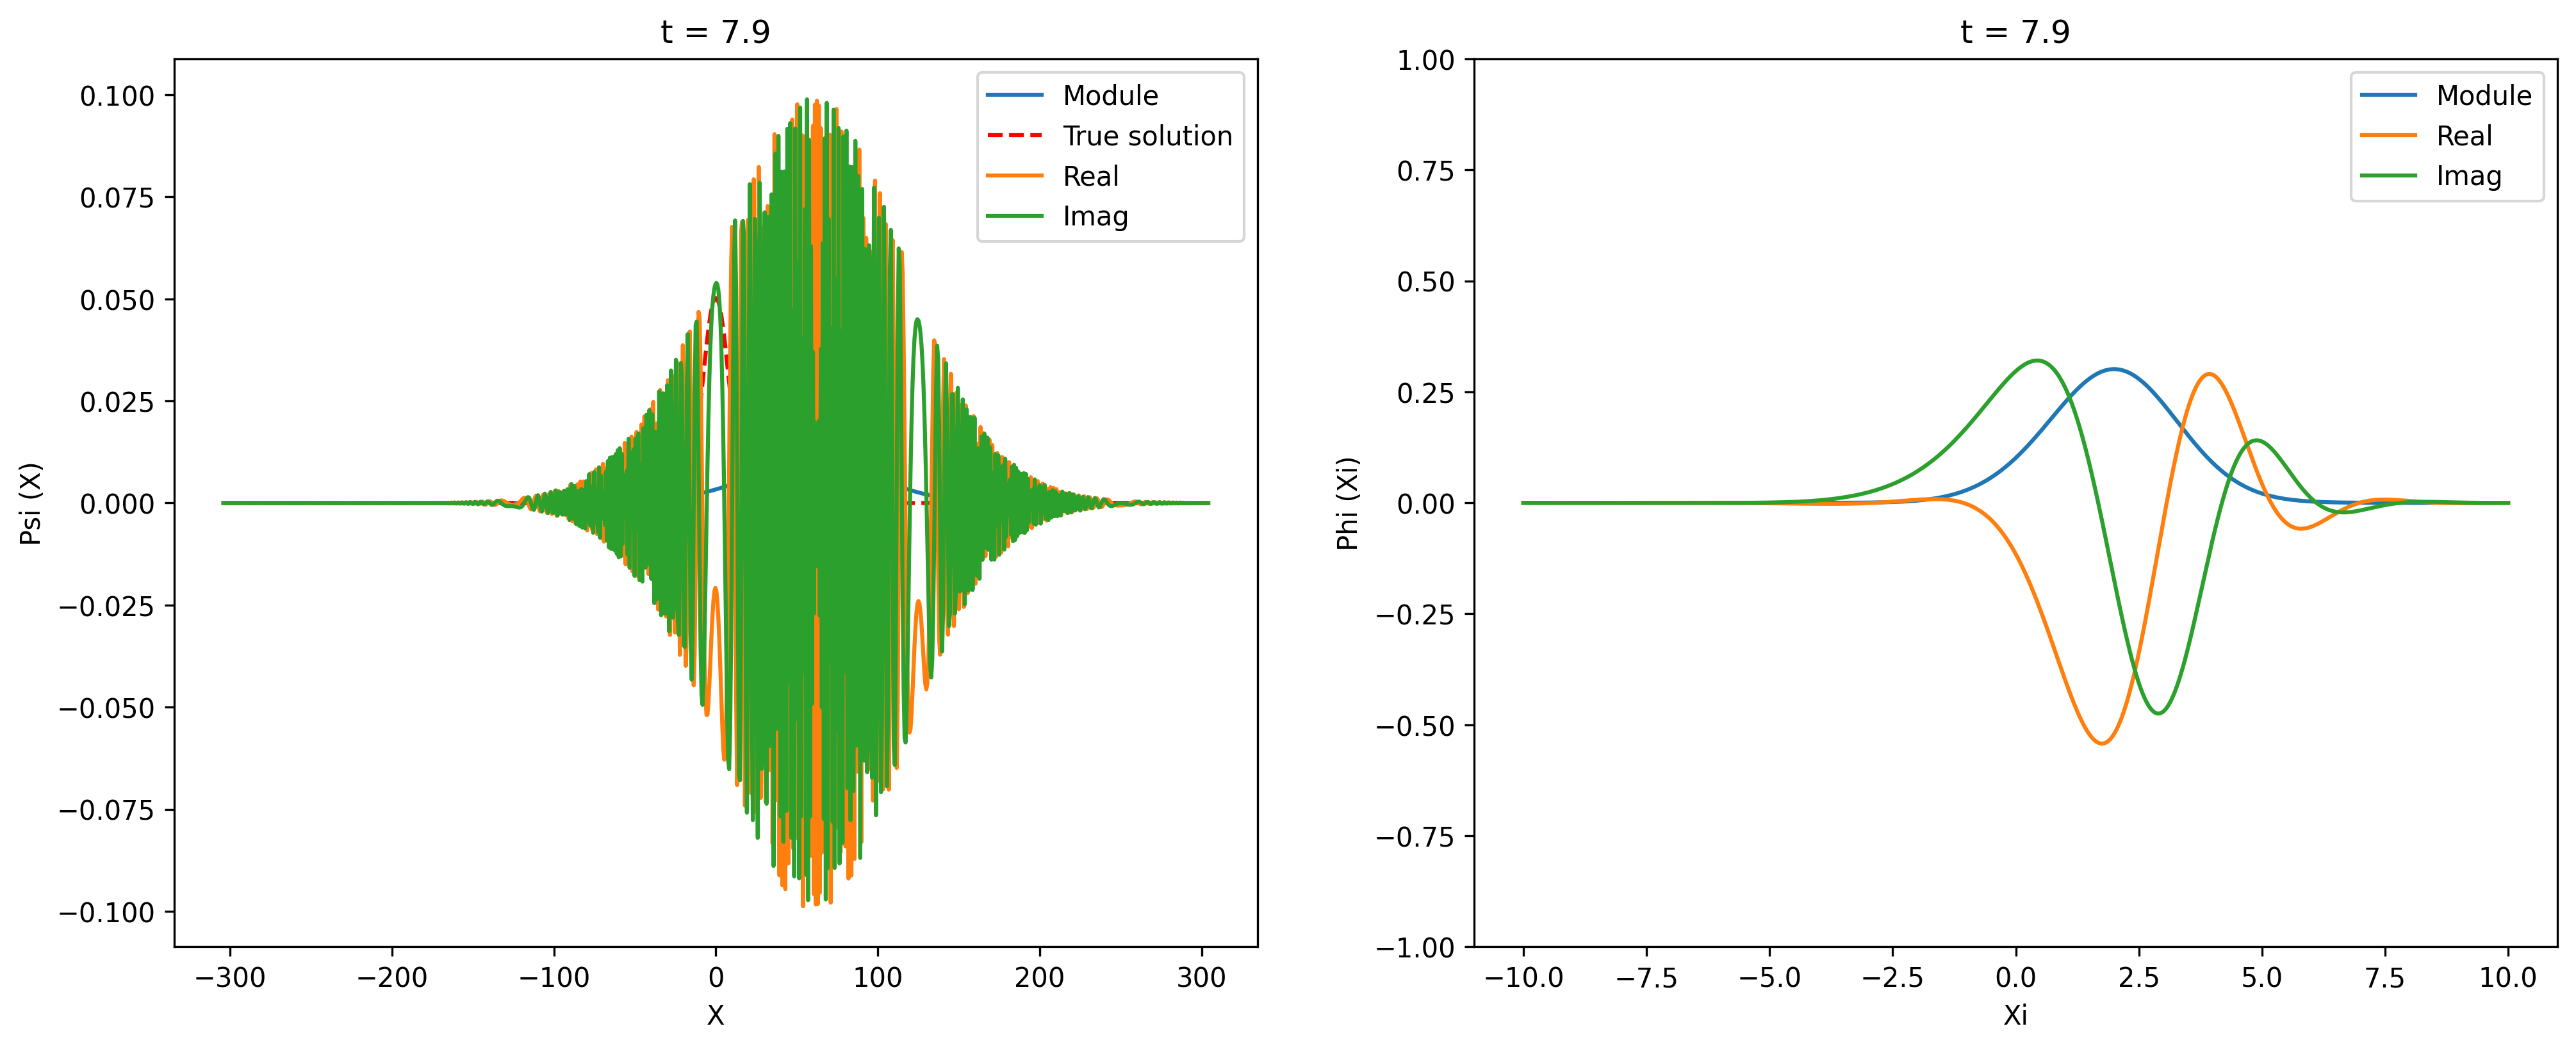 t = 7.9
Psi (X)
0.100
0.075
0.050
0.025
0.000
−0.025
−0.050
−0.075
−0.100
Module
True solution
Real
Imag
−300
−200
−100
0
100
200
300
X
t = 7.9
Phi (Xi)
1.00
0.75
0.50
0.25
0.00
−0.25
−0.50
−0.75
−1.00
Module
Real
Imag
−10.0
−7.5
−5.0
−2.5
0.0
2.5
5.0
7.5
10.0
Xi